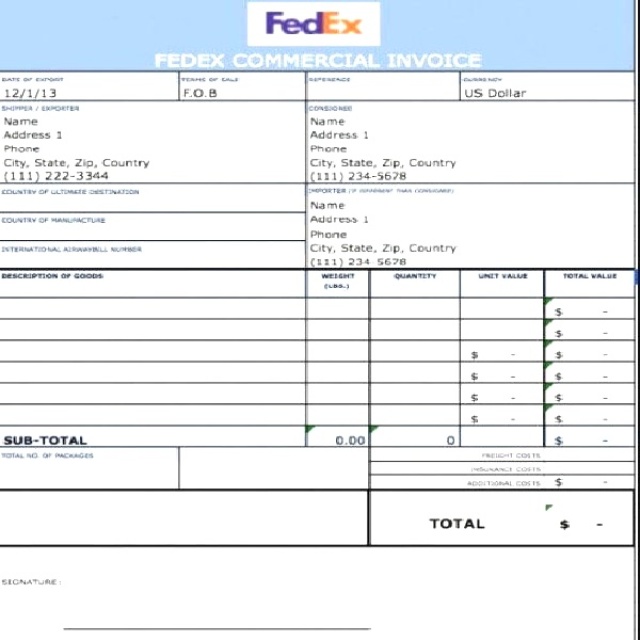 FedEx
FEDEX COMMERCIAL INVOICE
DATE OF EXPORT TERMS OF SALE REFERENCE CURRENCY
12/1/13 F.O.B US Dollar
SHIPPER / EXPORTER CONSIGNEE
Name Name
Address 1 Address 1
Phone Phone
City, State, Zip, Country City, State, Zip, Country
(111) 222-3344 (111) 234-5678
COUNTRY OF ULTIMATE DESTINATION IMPORTER (IF DIFFERENT THAN CONSIGNEE)
Name
COUNTRY OF MANUFACTURE Address 1
Phone
INTERNATIONAL AIRWAYBILL NUMBER City, State, Zip, Country
(111) 234 5678
DESCRIPTION OF GOODS WEIGHT (LBS.) QUANTITY UNIT VALUE TOTAL VALUE
$ -
$ -
$ - $ -
$ - $ -
$ - $ -
$ - $ -
SUB-TOTAL 0.00 0 $ -
TOTAL NO. OF PACKAGES FREIGHT COSTS
INSURANCE COSTS
ADDITIONAL COSTS $ -
TOTAL $ -
SIGNATURE: